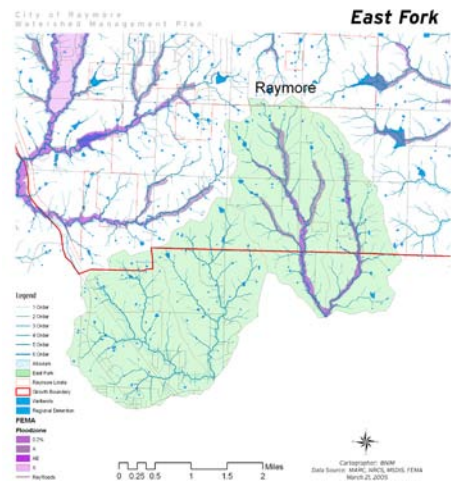 City of Raymore
Watershed Management Plan
East Fork
Raymore
Legend
1 Order
2 Order
3 Order
4 Order
5 Order
6 Order
East Fork
Raymore Limits
Growth Boundary
Wetlands
Regional Detention
FEMA
Floodzone
0.2%
A
AE
X
RayRoads
0 0.25 0.5 1 1.5 2
Miles
Cartographer: BNIM
Data Source: MARC, NRCS, MSDIS, FEMA
March 21, 2005